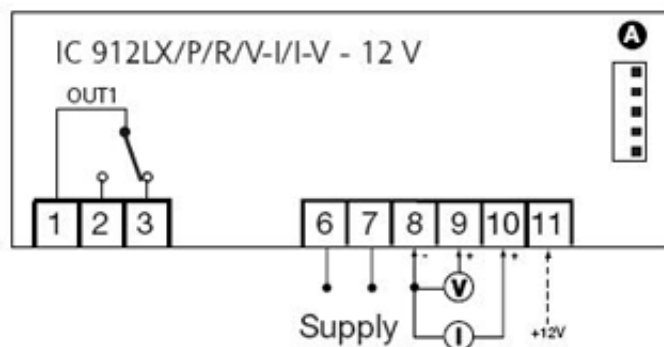 IC 912LX/P/R/V-I/I-V - 12 V
A
OUT1
1 2 3 6 7 8 9 10 11
- + +
V
Supply I +12V